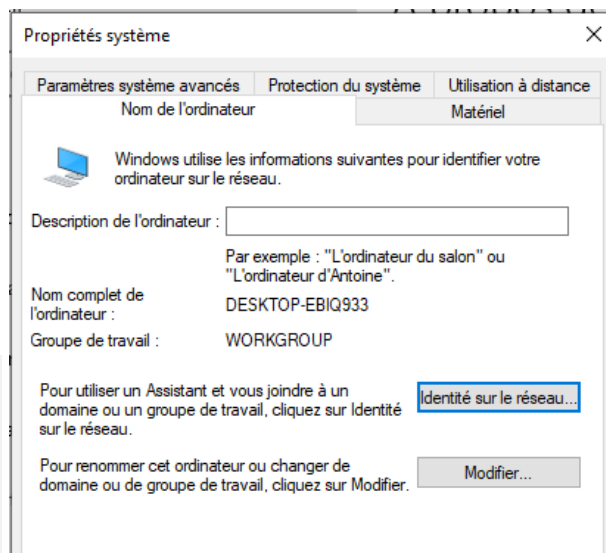 Propriétés système
Paramètres système avancés
Protection du système
Utilisation à distance
Nom de l'ordinateur
Matériel
Windows utilise les informations suivantes pour identifier votre
ordinateur sur le réseau.
Description de l'ordinateur :
Par exemple : "L'ordinateur du salon" ou
"L'ordinateur d'Antoine".
Nom complet de
l'ordinateur :
DESKTOP-EBIQ933
Groupe de travail :
WORKGROUP
Pour utiliser un Assistant et vous joindre à un
domaine ou un groupe de travail, cliquez sur Identité
sur le réseau.
Identité sur le réseau...
Pour renommer cet ordinateur ou changer de
domaine ou de groupe de travail, cliquez sur Modifier.
Modifier...